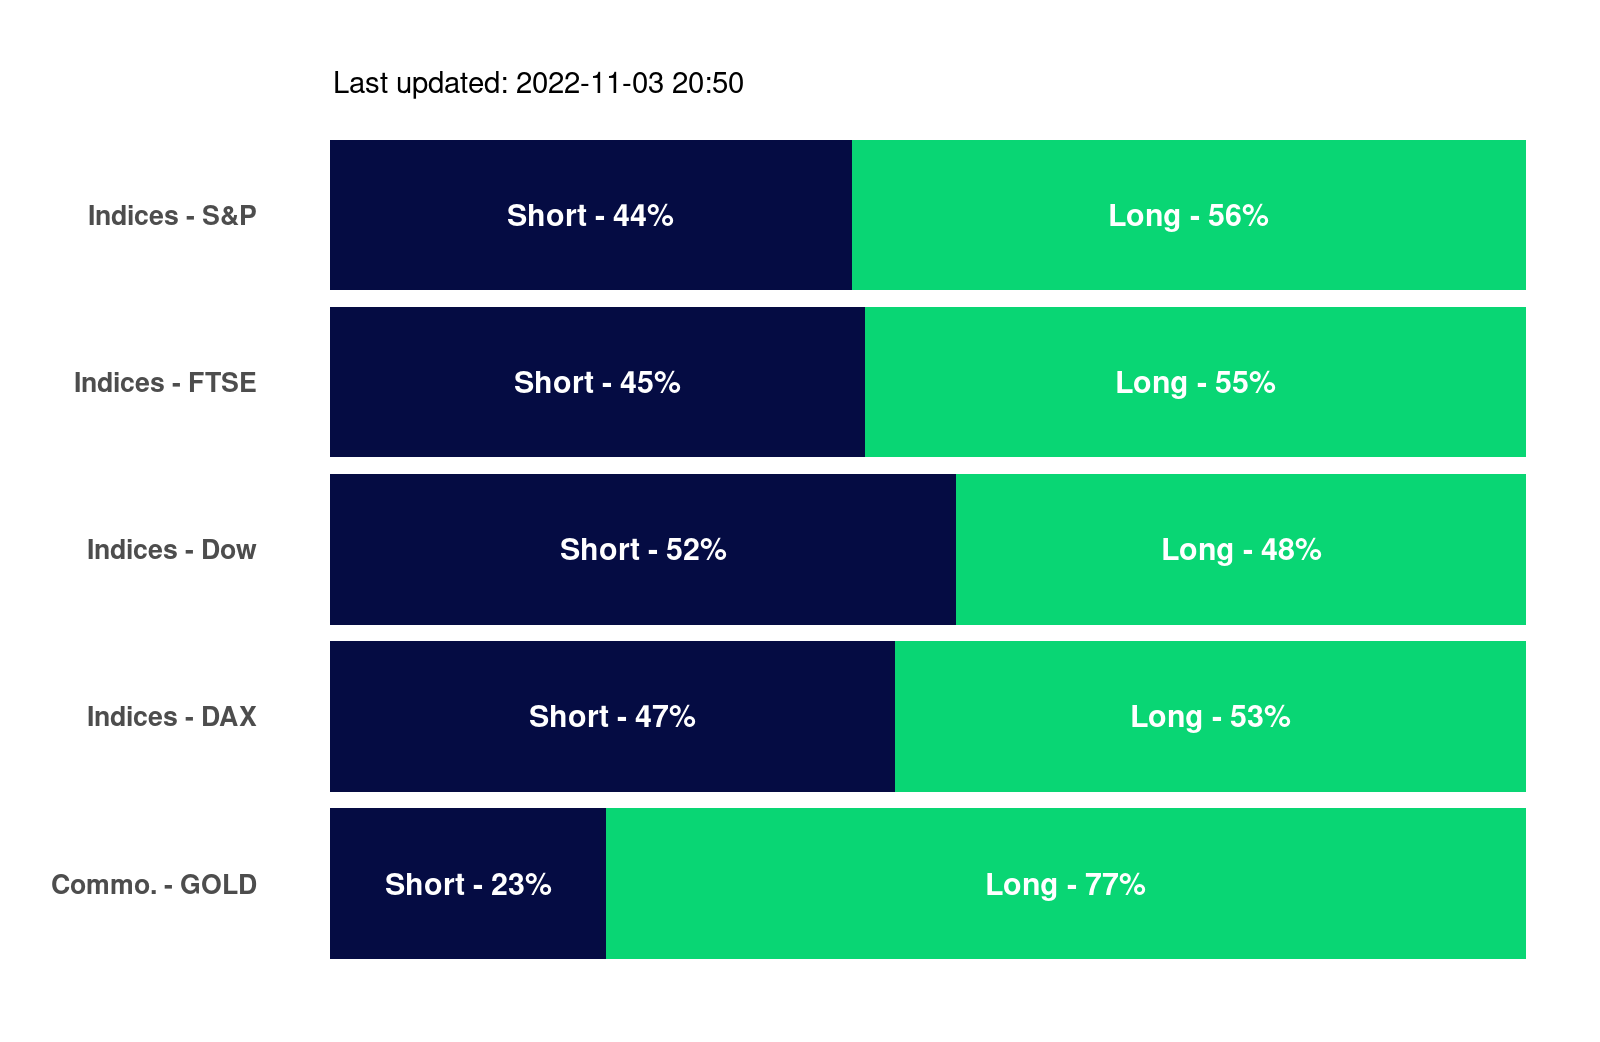 Last updated: 2022-11-03 20:50
Indices - S&P
Short - 44%
Long - 56%
Indices - FTSE
Short - 45%
Long - 55%
Indices - Dow
Short - 52%
Long - 48%
Indices - DAX
Short - 47%
Long - 53%
Commo. - GOLD
Short - 23%
Long - 77%